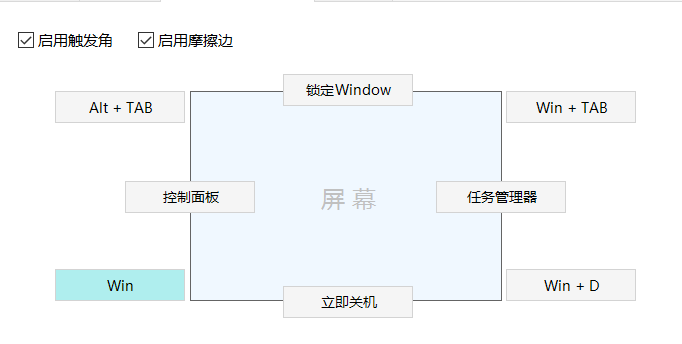 启用触发角 启用摩擦边
锁定Window
Alt + TAB
Win + TAB
控制面板
屏幕
任务管理器
Win
Win + D
立即关机